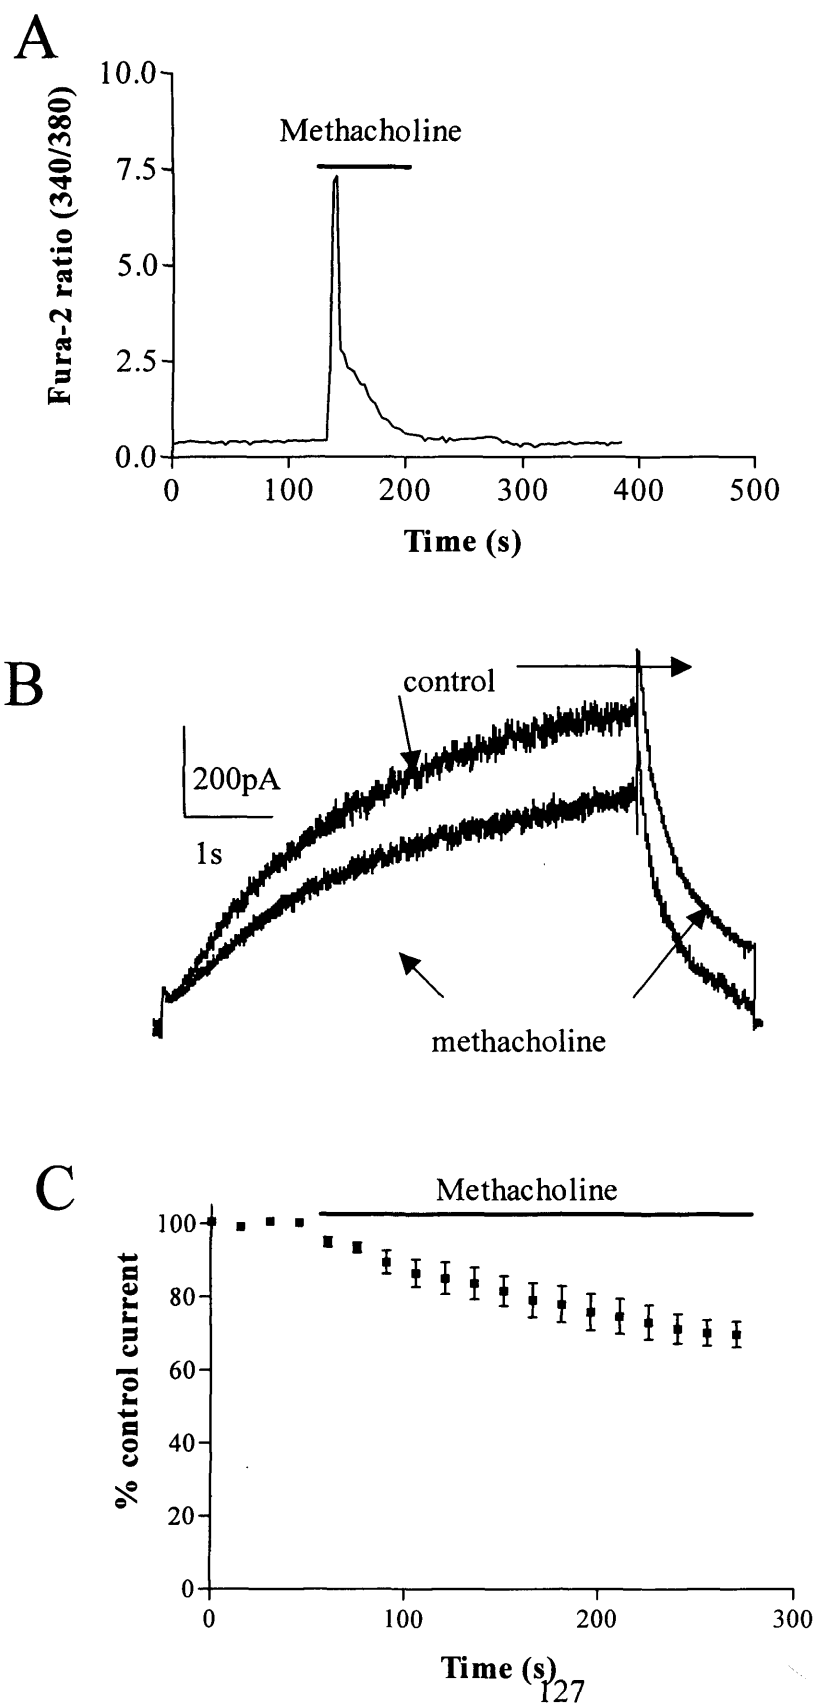 A
Fura-2 ratio (340/380)
10.0
7.5
5.0
2.5
0.0
Methacholine
0 100 200 300 400 500
Time (s)
B
control
200pA
1s
methacholine
C
% control current
Methacholine
100
80
60
40
20
0
0 100 200 300
Time (s)
127